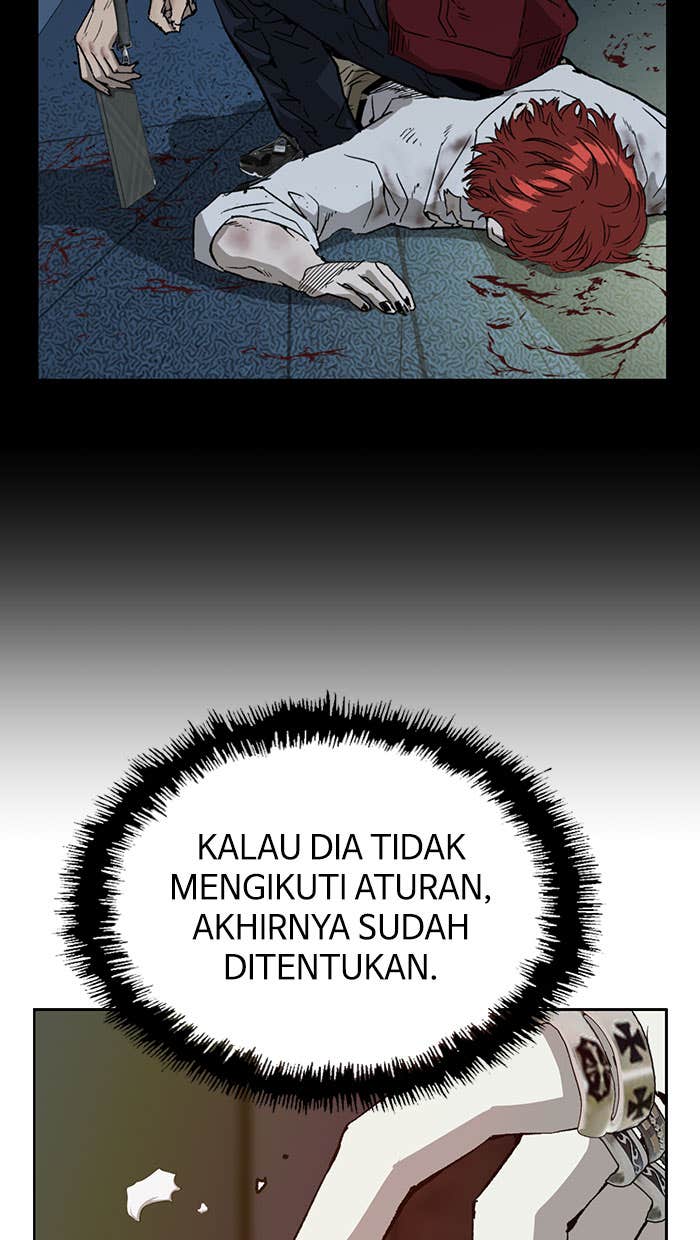 KALAU DIA TIDAK
MENGIKUTI ATURAN,
AKHIRNYA SUDAH
DITENTUKAN.